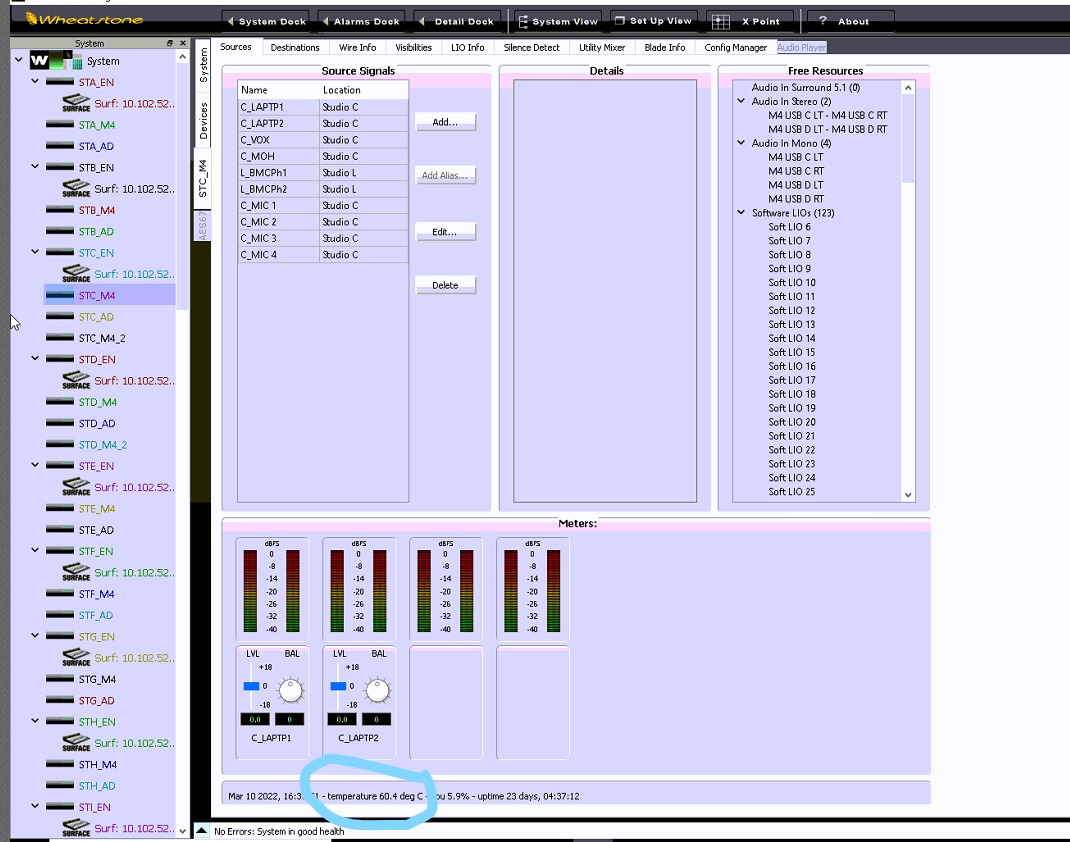 Wheatstone
System Dock
Alarms Dock
Detail Dock
System View
Set Up View
X Point
? About
System
System
STA_EN
SURFACE Surf: 10.102.52..
STA_M4
STA_AD
STB_EN
SURFACE Surf: 10.102.52..
STB_M4
STB_AD
STC_EN
SURFACE Surf: 10.102.52..
STC_M4
STC_AD
STC_M4_2
STD_EN
SURFACE Surf: 10.102.52..
STD_M4
STD_AD
STD_M4_2
STE_EN
SURFACE Surf: 10.102.52..
STE_M4
STE_AD
STF_EN
SURFACE Surf: 10.102.52..
STF_M4
STF_AD
STG_EN
SURFACE Surf: 10.102.52..
STG_M4
STG_AD
STH_EN
SURFACE Surf: 10.102.52..
STH_M4
STH_AD
STI_EN
SURFACE Surf: 10.102.52..
System
Devices
STC_M4
AES67
Sources
Destinations
Wire Info
Visibilities
LIO Info
Silence Detect
Utility Mixer
Blade Info
Config Manager
Audio Player
Source Signals
Name Location
C_LAPTP1 Studio C
C_LAPTP2 Studio C
C_VOX Studio C
C_MOH Studio C
L_BMCPh1 Studio L
L_BMCPh2 Studio L
C_MIC 1 Studio C
C_MIC 2 Studio C
C_MIC 3 Studio C
C_MIC 4 Studio C
Add...
Add Alias...
Edit...
Delete
Details
Free Resources
Audio In Surround 5.1 (0)
Audio In Stereo (2)
M4 USB C LT - M4 USB C RT
M4 USB D LT - M4 USB D RT
Audio In Mono (4)
M4 USB C LT
M4 USB C RT
M4 USB D LT
M4 USB D RT
Software LIOs (123)
Soft LIO 6
Soft LIO 7
Soft LIO 8
Soft LIO 9
Soft LIO 10
Soft LIO 11
Soft LIO 12
Soft LIO 13
Soft LIO 14
Soft LIO 15
Soft LIO 16
Soft LIO 17
Soft LIO 18
Soft LIO 19
Soft LIO 20
Soft LIO 21
Soft LIO 22
Soft LIO 23
Soft LIO 24
Soft LIO 25
Meters:
dBFS dBFS dBFS dBFS
0 0 0 0
-8 -8 -8 -8
-14 -14 -14 -14
-20 -20 -20 -20
-26 -26 -26 -26
-32 -32 -32 -32
-40 -40 -40 -40
LVL BAL LVL BAL
+18 +18
0 0
-18 -18
0.0 0 0.0 0
C_LAPTP1 C_LAPTP2
Mar 10 2022, - temperature 60.4 deg C - 5.9% - uptime 23 days, 04:37:12
No Errors: System in good health